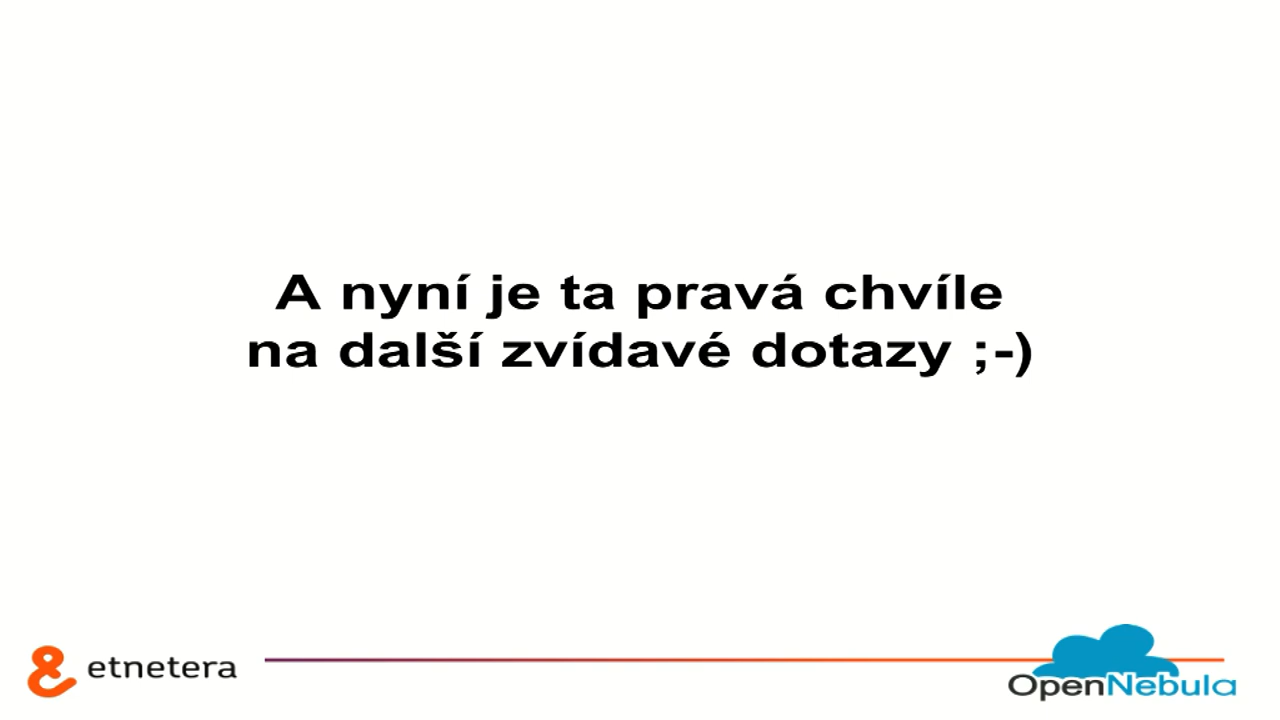 A nyní je ta pravá chvíle
na další zvídavé dotazy ;-)
etnetera
OpenNebula